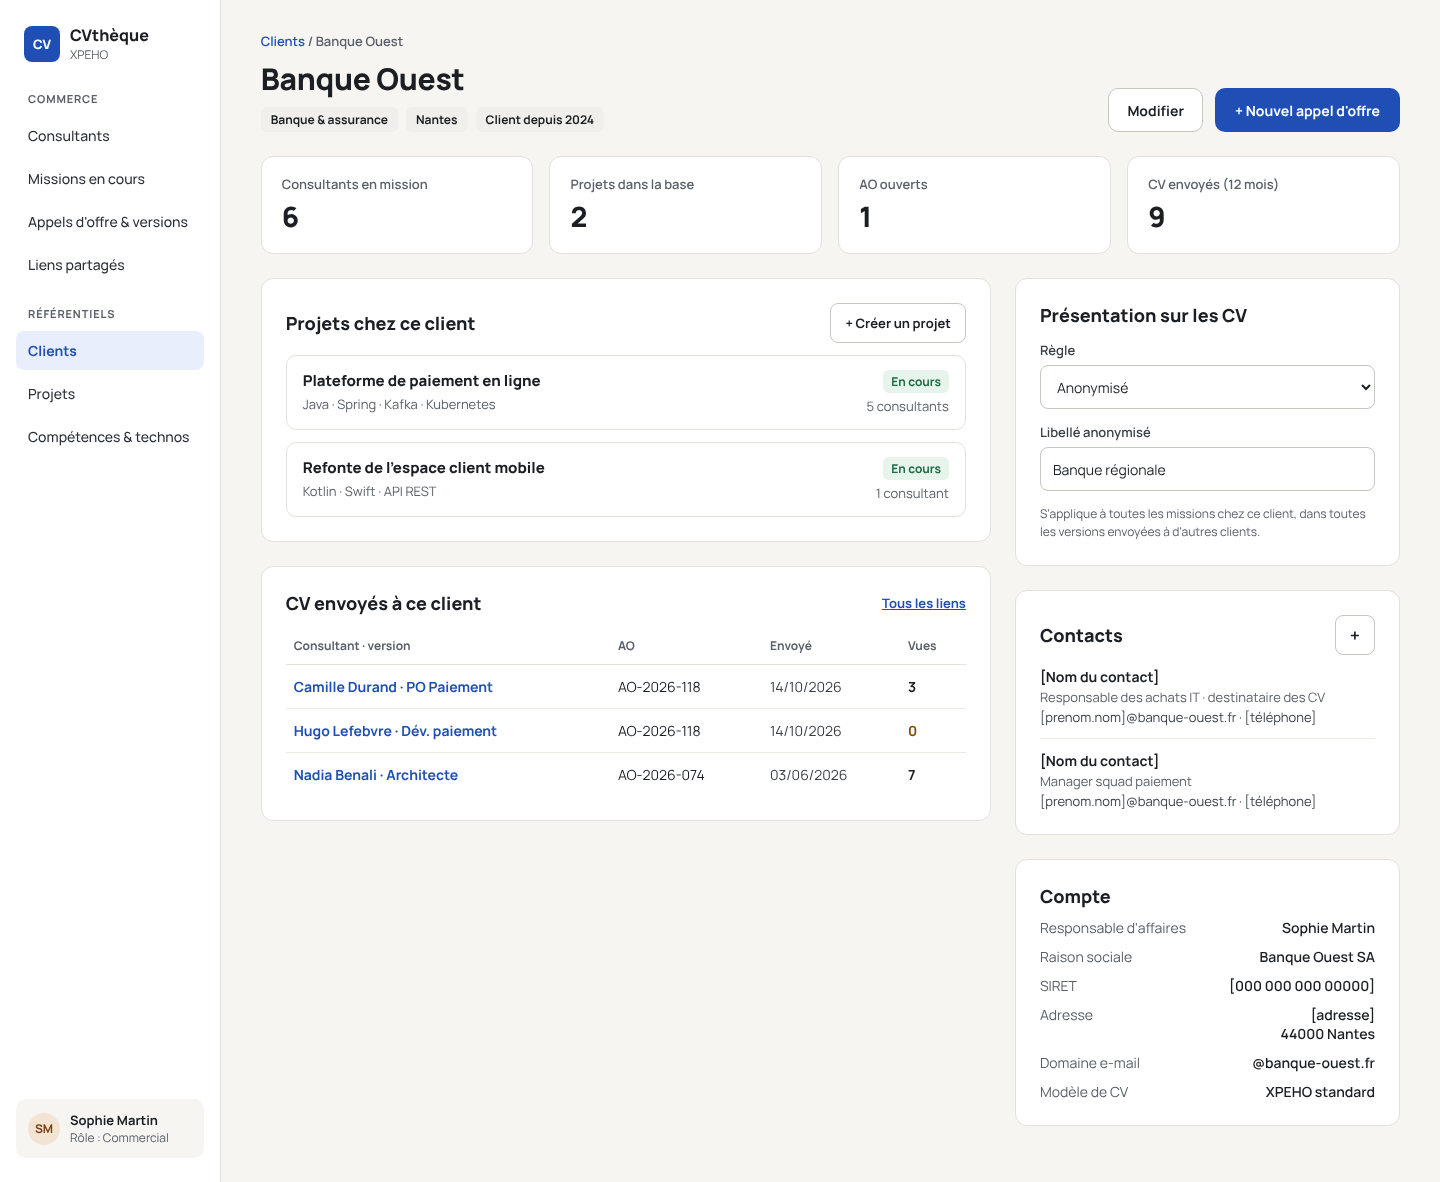 CV
CVthèque
XPEHO
COMMERCE
Consultants
Missions en cours
Appels d'offre & versions
Liens partagés
RÉFÉRENTIELS
Clients
Projets
Compétences & technos
SM
Sophie Martin
Rôle : Commercial
Clients / Banque Ouest
Banque Ouest
Banque & assurance
Nantes
Client depuis 2024
Modifier
+ Nouvel appel d'offre
Consultants en mission
6
Projets dans la base
2
AO ouverts
1
CV envoyés (12 mois)
9
Projets chez ce client
+ Créer un projet
Plateforme de paiement en ligne
Java · Spring · Kafka · Kubernetes
En cours
5 consultants
Refonte de l'espace client mobile
Kotlin · Swift · API REST
En cours
1 consultant
CV envoyés à ce client
Tous les liens
Consultant · version AO Envoyé Vues
Camille Durand · PO Paiement AO-2026-118 14/10/2026 3
Hugo Lefebvre · Dév. paiement AO-2026-118 14/10/2026 0
Nadia Benali · Architecte AO-2026-074 03/06/2026 7
Présentation sur les CV
Règle
Anonymisé
Libellé anonymisé
Banque régionale
S'applique à toutes les missions chez ce client, dans toutes
les versions envoyées à d'autres clients.
Contacts
+
[Nom du contact]
Responsable des achats IT · destinataire des CV
[prenom.nom]@banque-ouest.fr · [téléphone]
[Nom du contact]
Manager squad paiement
[prenom.nom]@banque-ouest.fr · [téléphone]
Compte
Responsable d'affaires Sophie Martin
Raison sociale Banque Ouest SA
SIRET [000 000 000 00000]
Adresse [adresse]
44000 Nantes
Domaine e-mail @banque-ouest.fr
Modèle de CV XPEHO standard